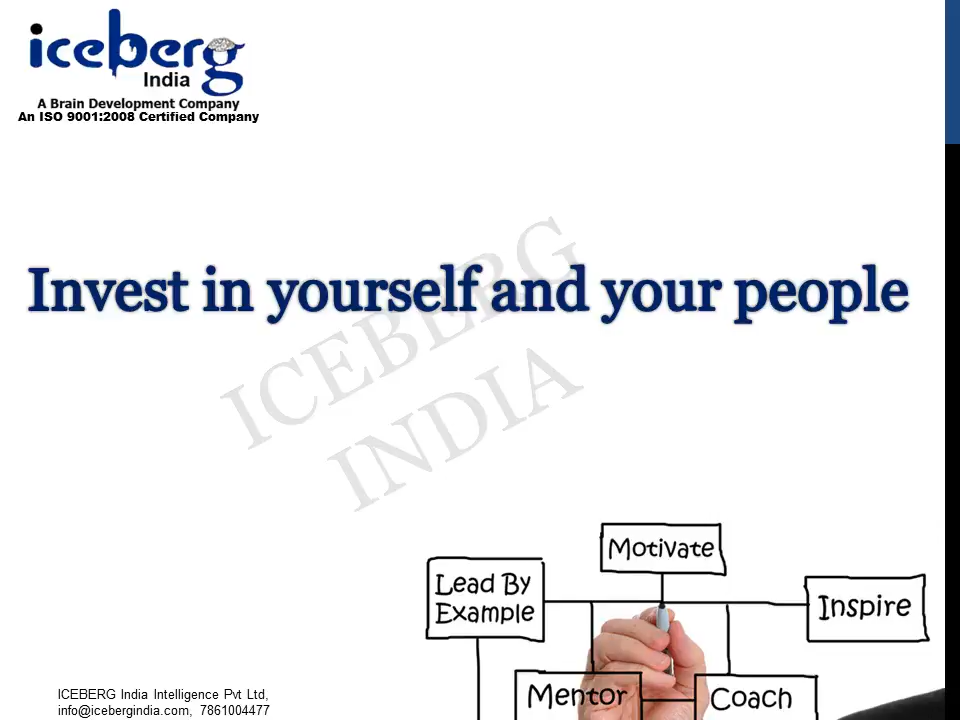 iceberg
India
A Brain Development Company
An ISO 9001:2008 Certified Company
Invest in yourself and your people
ICEBERG
INDIA
Motivate
Lead By
Example
Inspire
Mentor
Coach
ICEBERG India Intelligence Pvt Ltd,
info@icebergindia.com, 7861004477